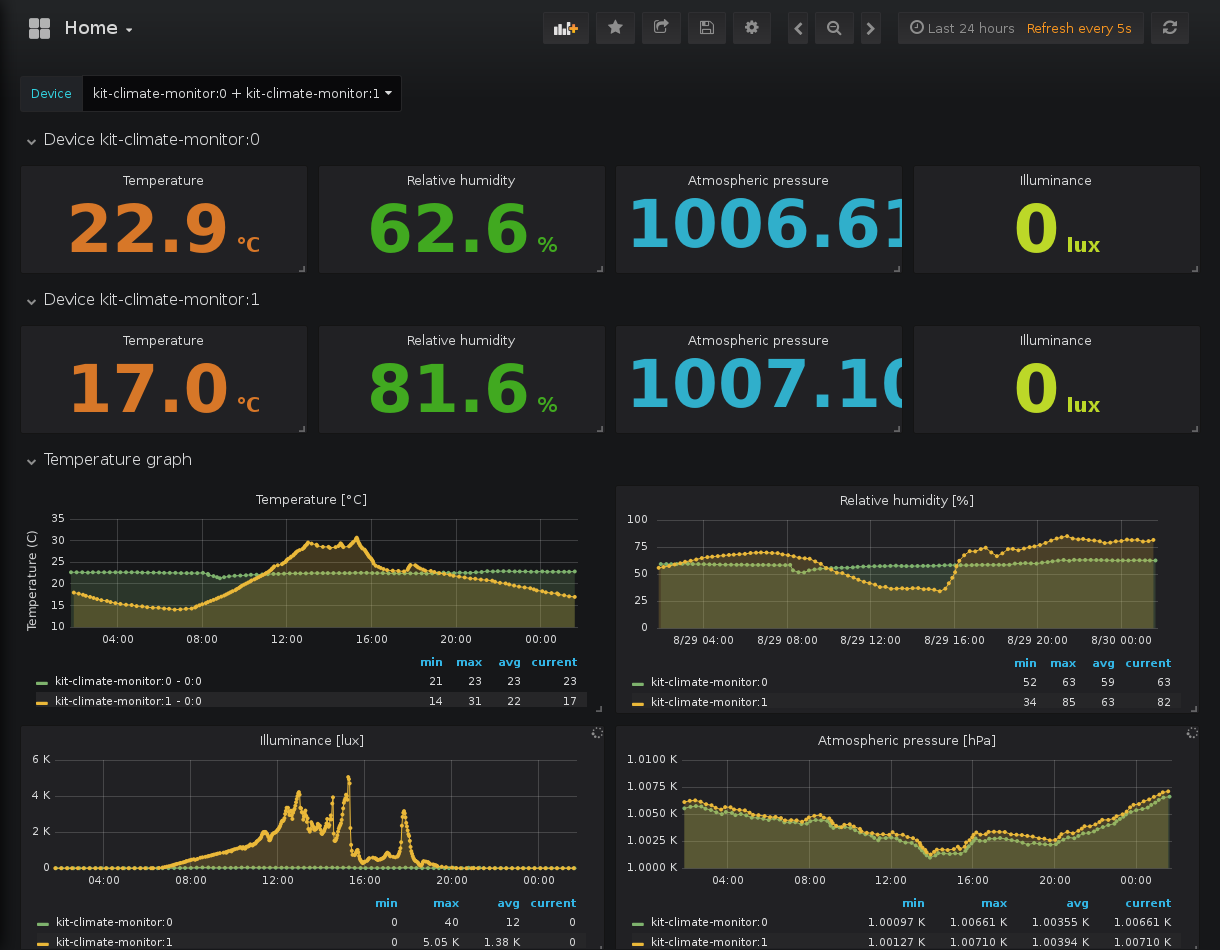 Home
Last 24 hours Refresh every 5s
Device kit-climate-monitor:0 + kit-climate-monitor:1
Device kit-climate-monitor:0
Temperature Relative humidity Atmospheric pressure Illuminance
22.9 °C 62.6 % 1006.61 0 lux
Device kit-climate-monitor:1
Temperature Relative humidity Atmospheric pressure Illuminance
17.0 °C 81.6 % 1007.10 0 lux
Temperature graph
Temperature [°C]
Temperature (C)
35
30
25
20
15
10
04:00 08:00 12:00 16:00 20:00 00:00
min max avg current
kit-climate-monitor:0 - 0:0 21 23 23 23
kit-climate-monitor:1 - 0:0 14 31 22 17
Relative humidity [%]
100
75
50
25
0
8/29 04:00 8/29 08:00 8/29 12:00 8/29 16:00 8/29 20:00 8/30 00:00
min max avg current
kit-climate-monitor:0 52 63 59 63
kit-climate-monitor:1 34 85 63 82
Illuminance [lux]
6 K
4 K
2 K
0
04:00 08:00 12:00 16:00 20:00 00:00
min max avg current
kit-climate-monitor:0 0 40 12 0
kit-climate-monitor:1 0 5.05 K 1.38 K 0
Atmospheric pressure [hPa]
1.0100 K
1.0075 K
1.0050 K
1.0025 K
1.0000 K
04:00 08:00 12:00 16:00 20:00 00:00
min max avg current
kit-climate-monitor:0 1.00097 K 1.00661 K 1.00355 K 1.00661 K
kit-climate-monitor:1 1.00127 K 1.00710 K 1.00394 K 1.00710 K